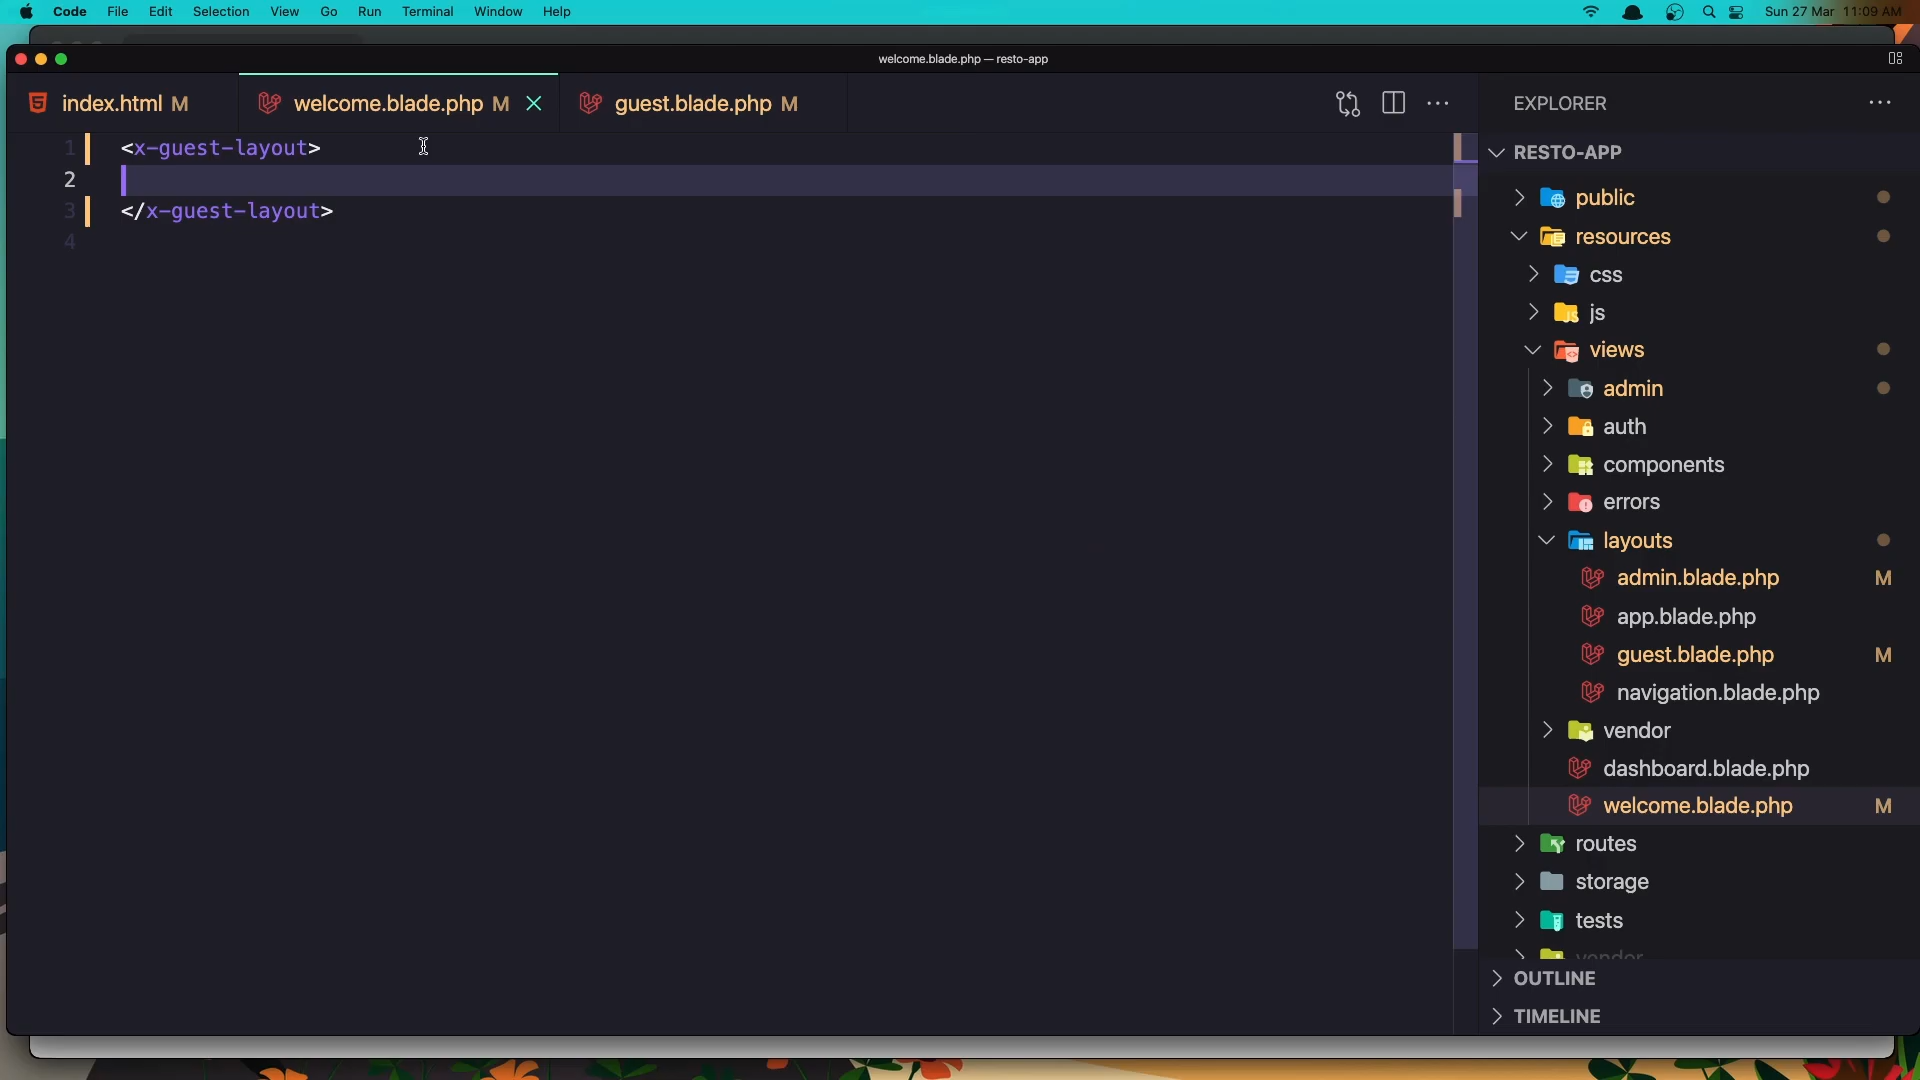 Code File Edit Selection View Go Run Terminal Window Help Sun 27 Mar 11:09 AM
welcome.blade.php — resto-app
index.html M welcome.blade.php M guest.blade.php M
EXPLORER
1 <x-guest-layout>
2
3 </x-guest-layout>
4
RESTO-APP
public
resources
css
js
views
admin
auth
components
errors
layouts
admin.blade.php M
app.blade.php
guest.blade.php M
navigation.blade.php
vendor
dashboard.blade.php
welcome.blade.php M
routes
storage
tests
vendor
OUTLINE
TIMELINE